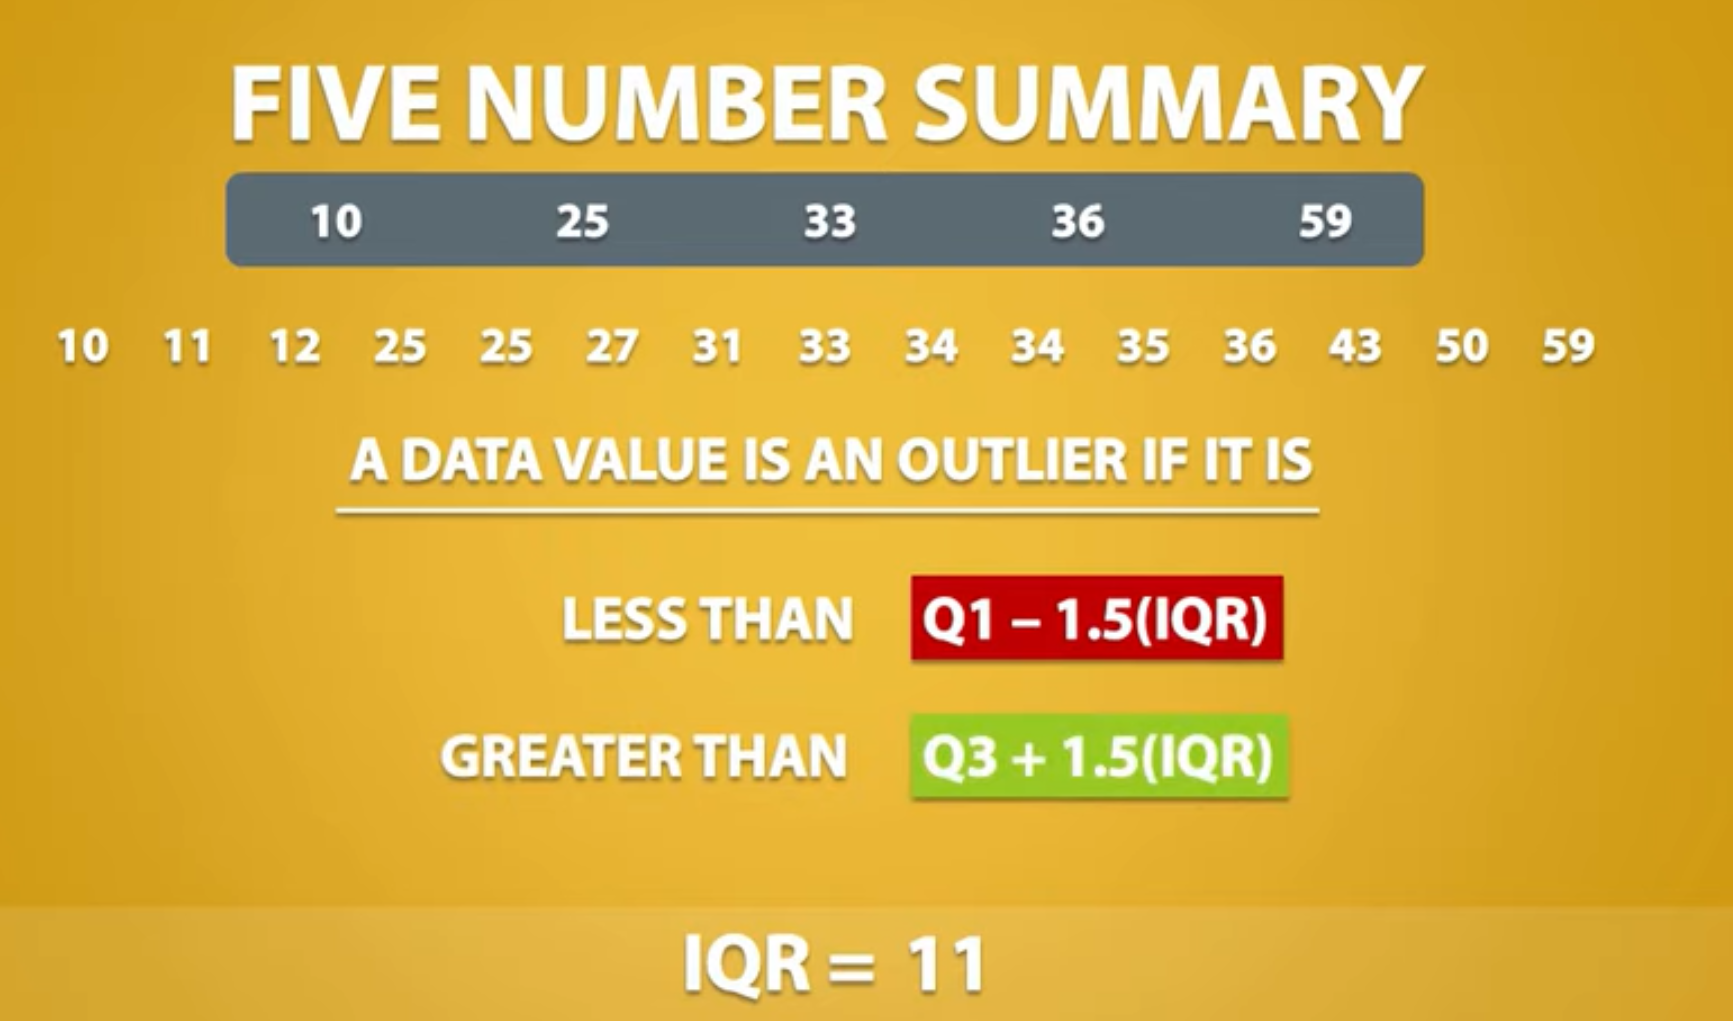 FIVE NUMBER SUMMARY
10 25 33 36 59
10 11 12 25 25 27 31 33 34 34 35 36 43 50 59
A DATA VALUE IS AN OUTLIER IF IT IS
LESS THAN Q1 – 1.5(IQR)
GREATER THAN Q3 + 1.5(IQR)
IQR = 11